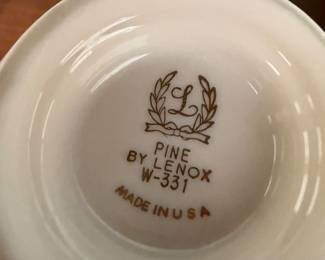 L
PINE
BY LENOX
W-331
MADE IN USA